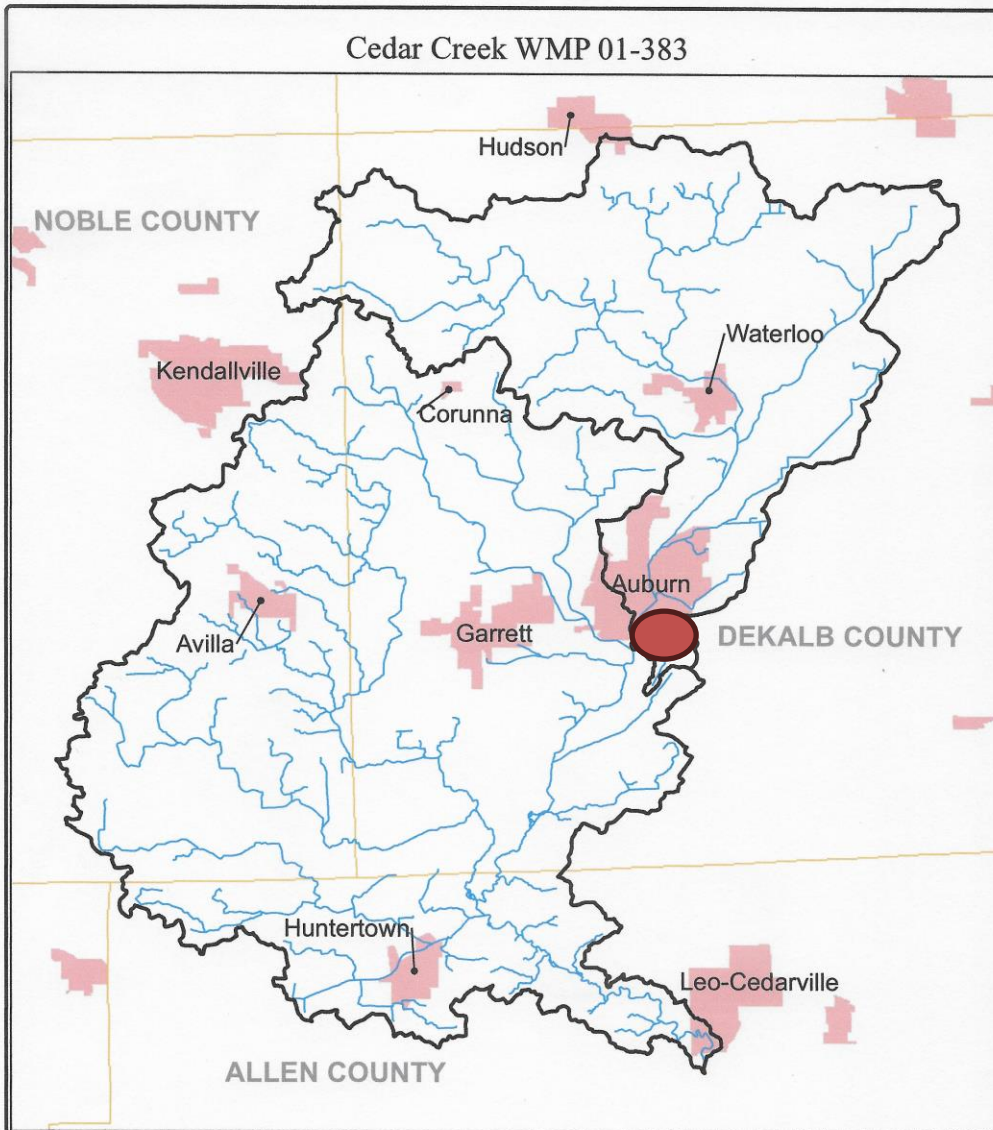 Cedar Creek WMP 01-383
Hudson
NOBLE COUNTY
Waterloo
Kendallville
Corunna
Auburn
Garrett
DEKALB COUNTY
Avilla
Huntertown
Leo-Cedarville
ALLEN COUNTY